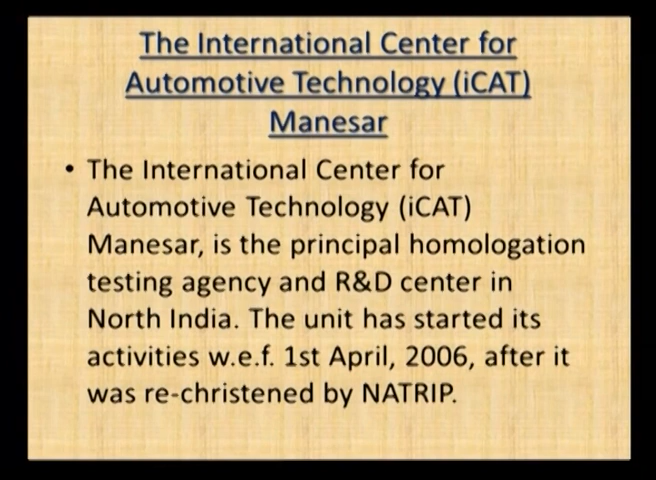 The International Center for
Automotive Technology (iCAT)
Manesar
• The International Center for
Automotive Technology (iCAT)
Manesar, is the principal homologation
testing agency and R&D center in
North India. The unit has started its
activities w.e.f. 1st April, 2006, after it
was re-christened by NATRIP.